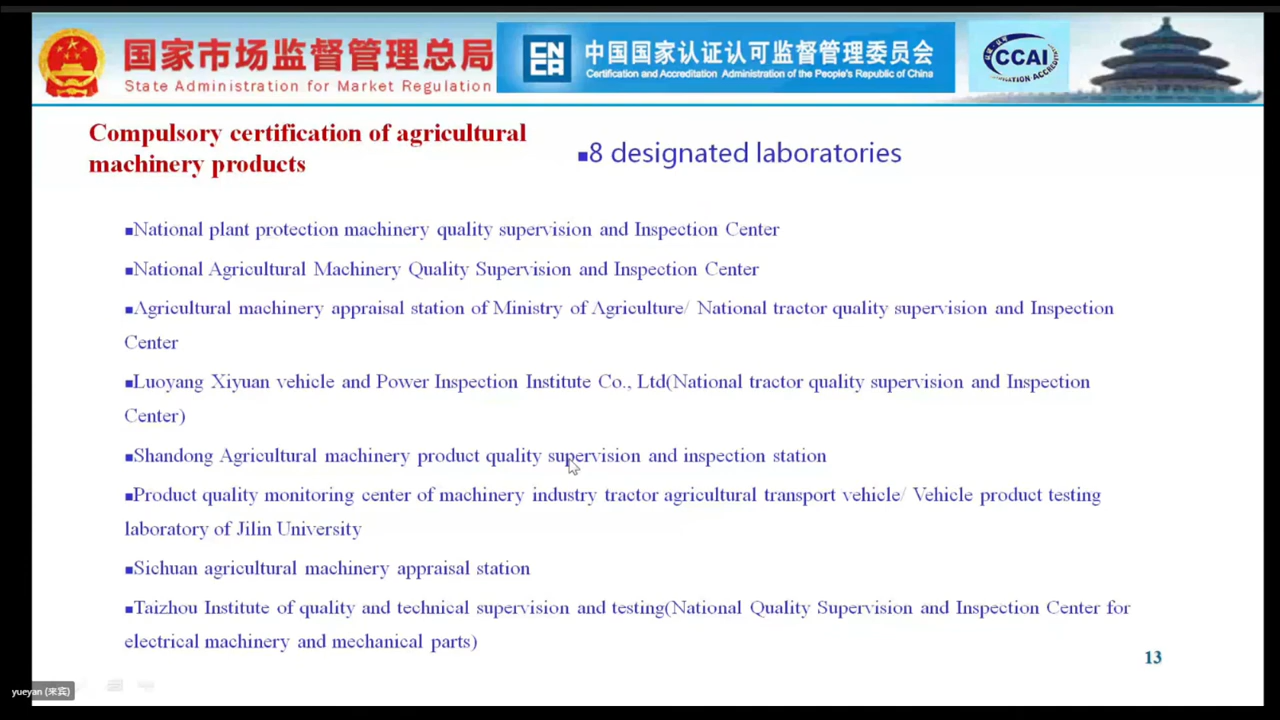 国家市场监督管理总局
State Administration for Market Regulation
CNCA
中国国家认证认可监督管理委员会
Certification and Accreditation Administration of the People's Republic of China
CCAI
Compulsory certification of agricultural
machinery products
■8 designated laboratories
■National plant protection machinery quality supervision and Inspection Center
■National Agricultural Machinery Quality Supervision and Inspection Center
■Agricultural machinery appraisal station of Ministry of Agriculture/ National tractor quality supervision and Inspection
Center
■Luoyang Xiyuan vehicle and Power Inspection Institute Co., Ltd(National tractor quality supervision and Inspection
Center)
■Shandong Agricultural machinery product quality supervision and inspection station
■Product quality monitoring center of machinery industry tractor agricultural transport vehicle/ Vehicle product testing
laboratory of Jilin University
■Sichuan agricultural machinery appraisal station
■Taizhou Institute of quality and technical supervision and testing(National Quality Supervision and Inspection Center for
electrical machinery and mechanical parts)
13
yueyan (来宾)